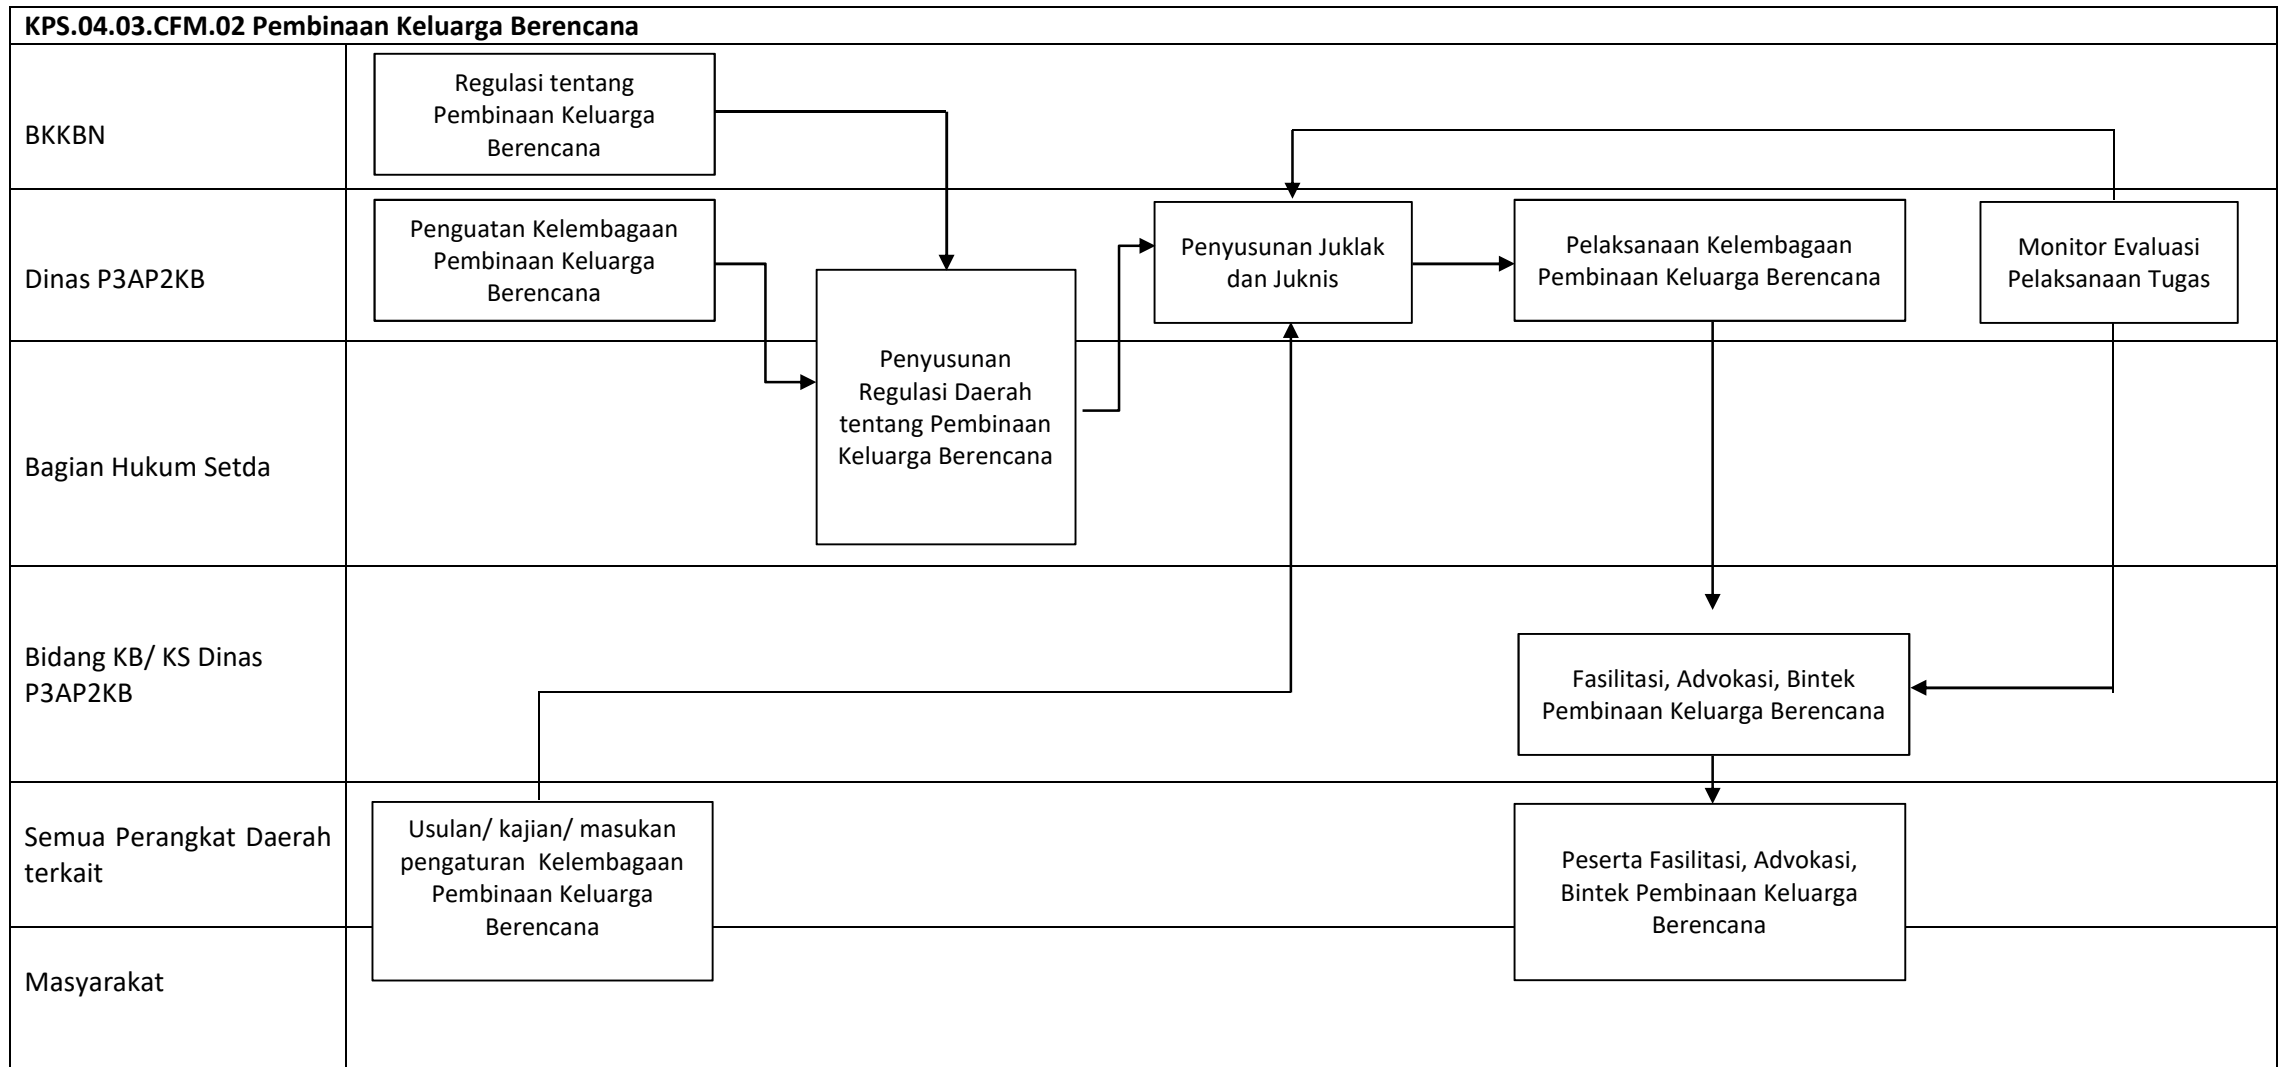 KPS.04.03.CFM.02 Pembinaan Keluarga Berencana
BKKBN
Regulasi tentang
Pembinaan Keluarga
Berencana
Dinas P3AP2KB
Penguatan Kelembagaan
Pembinaan Keluarga
Berencana
Penyusunan Juklak
dan Juknis
Pelaksanaan Kelembagaan
Pembinaan Keluarga Berencana
Monitor Evaluasi
Pelaksanaan Tugas
Bagian Hukum Setda
Penyusunan
Regulasi Daerah
tentang Pembinaan
Keluarga Berencana
Bidang KB/ KS Dinas
P3AP2KB
Fasilitasi, Advokasi, Bintek
Pembinaan Keluarga Berencana
Semua Perangkat Daerah
terkait
Usulan/ kajian/ masukan
pengaturan  Kelembagaan
Pembinaan Keluarga
Berencana
Peserta Fasilitasi, Advokasi,
Bintek Pembinaan Keluarga
Berencana
Masyarakat